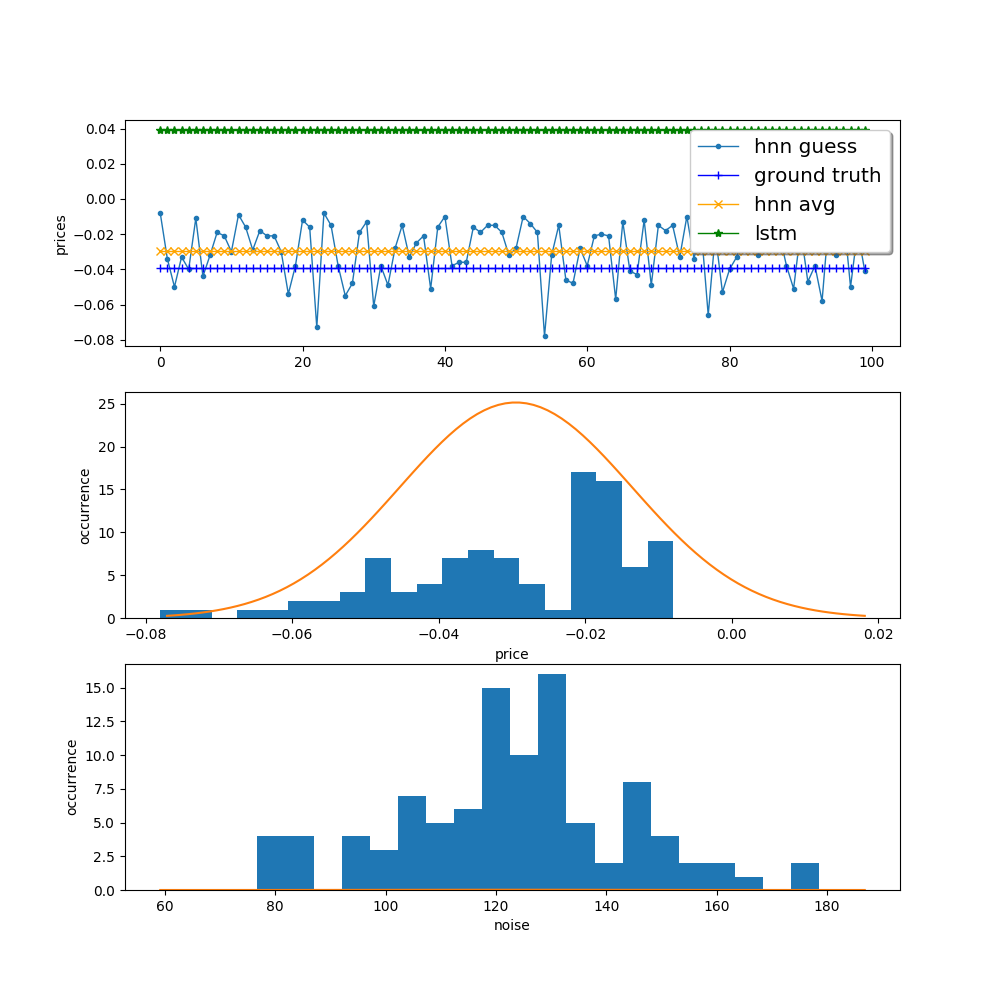 0.04
0.02
0.00
−0.02
−0.04
−0.06
−0.08
prices
hnn guess
ground truth
hnn avg
lstm
0 20 40 60 80 100
25
20
15
10
5
0
occurrence
−0.08 −0.06 −0.04 −0.02 0.00 0.02
price
15.0
12.5
10.0
7.5
5.0
2.5
0.0
occurrence
60 80 100 120 140 160 180
noise